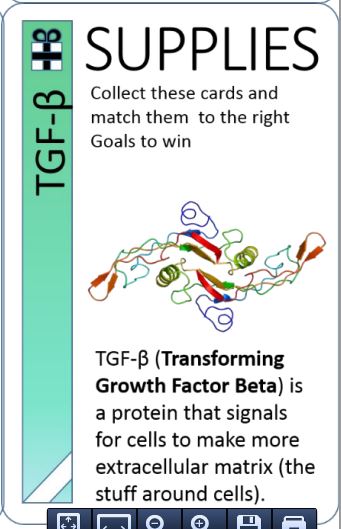 TGF-β
SUPPLIES
Collect these cards and
match them to the right
Goals to win
TGF-β (Transforming
Growth Factor Beta) is
a protein that signals
for cells to make more
extracellular matrix (the
stuff around cells).